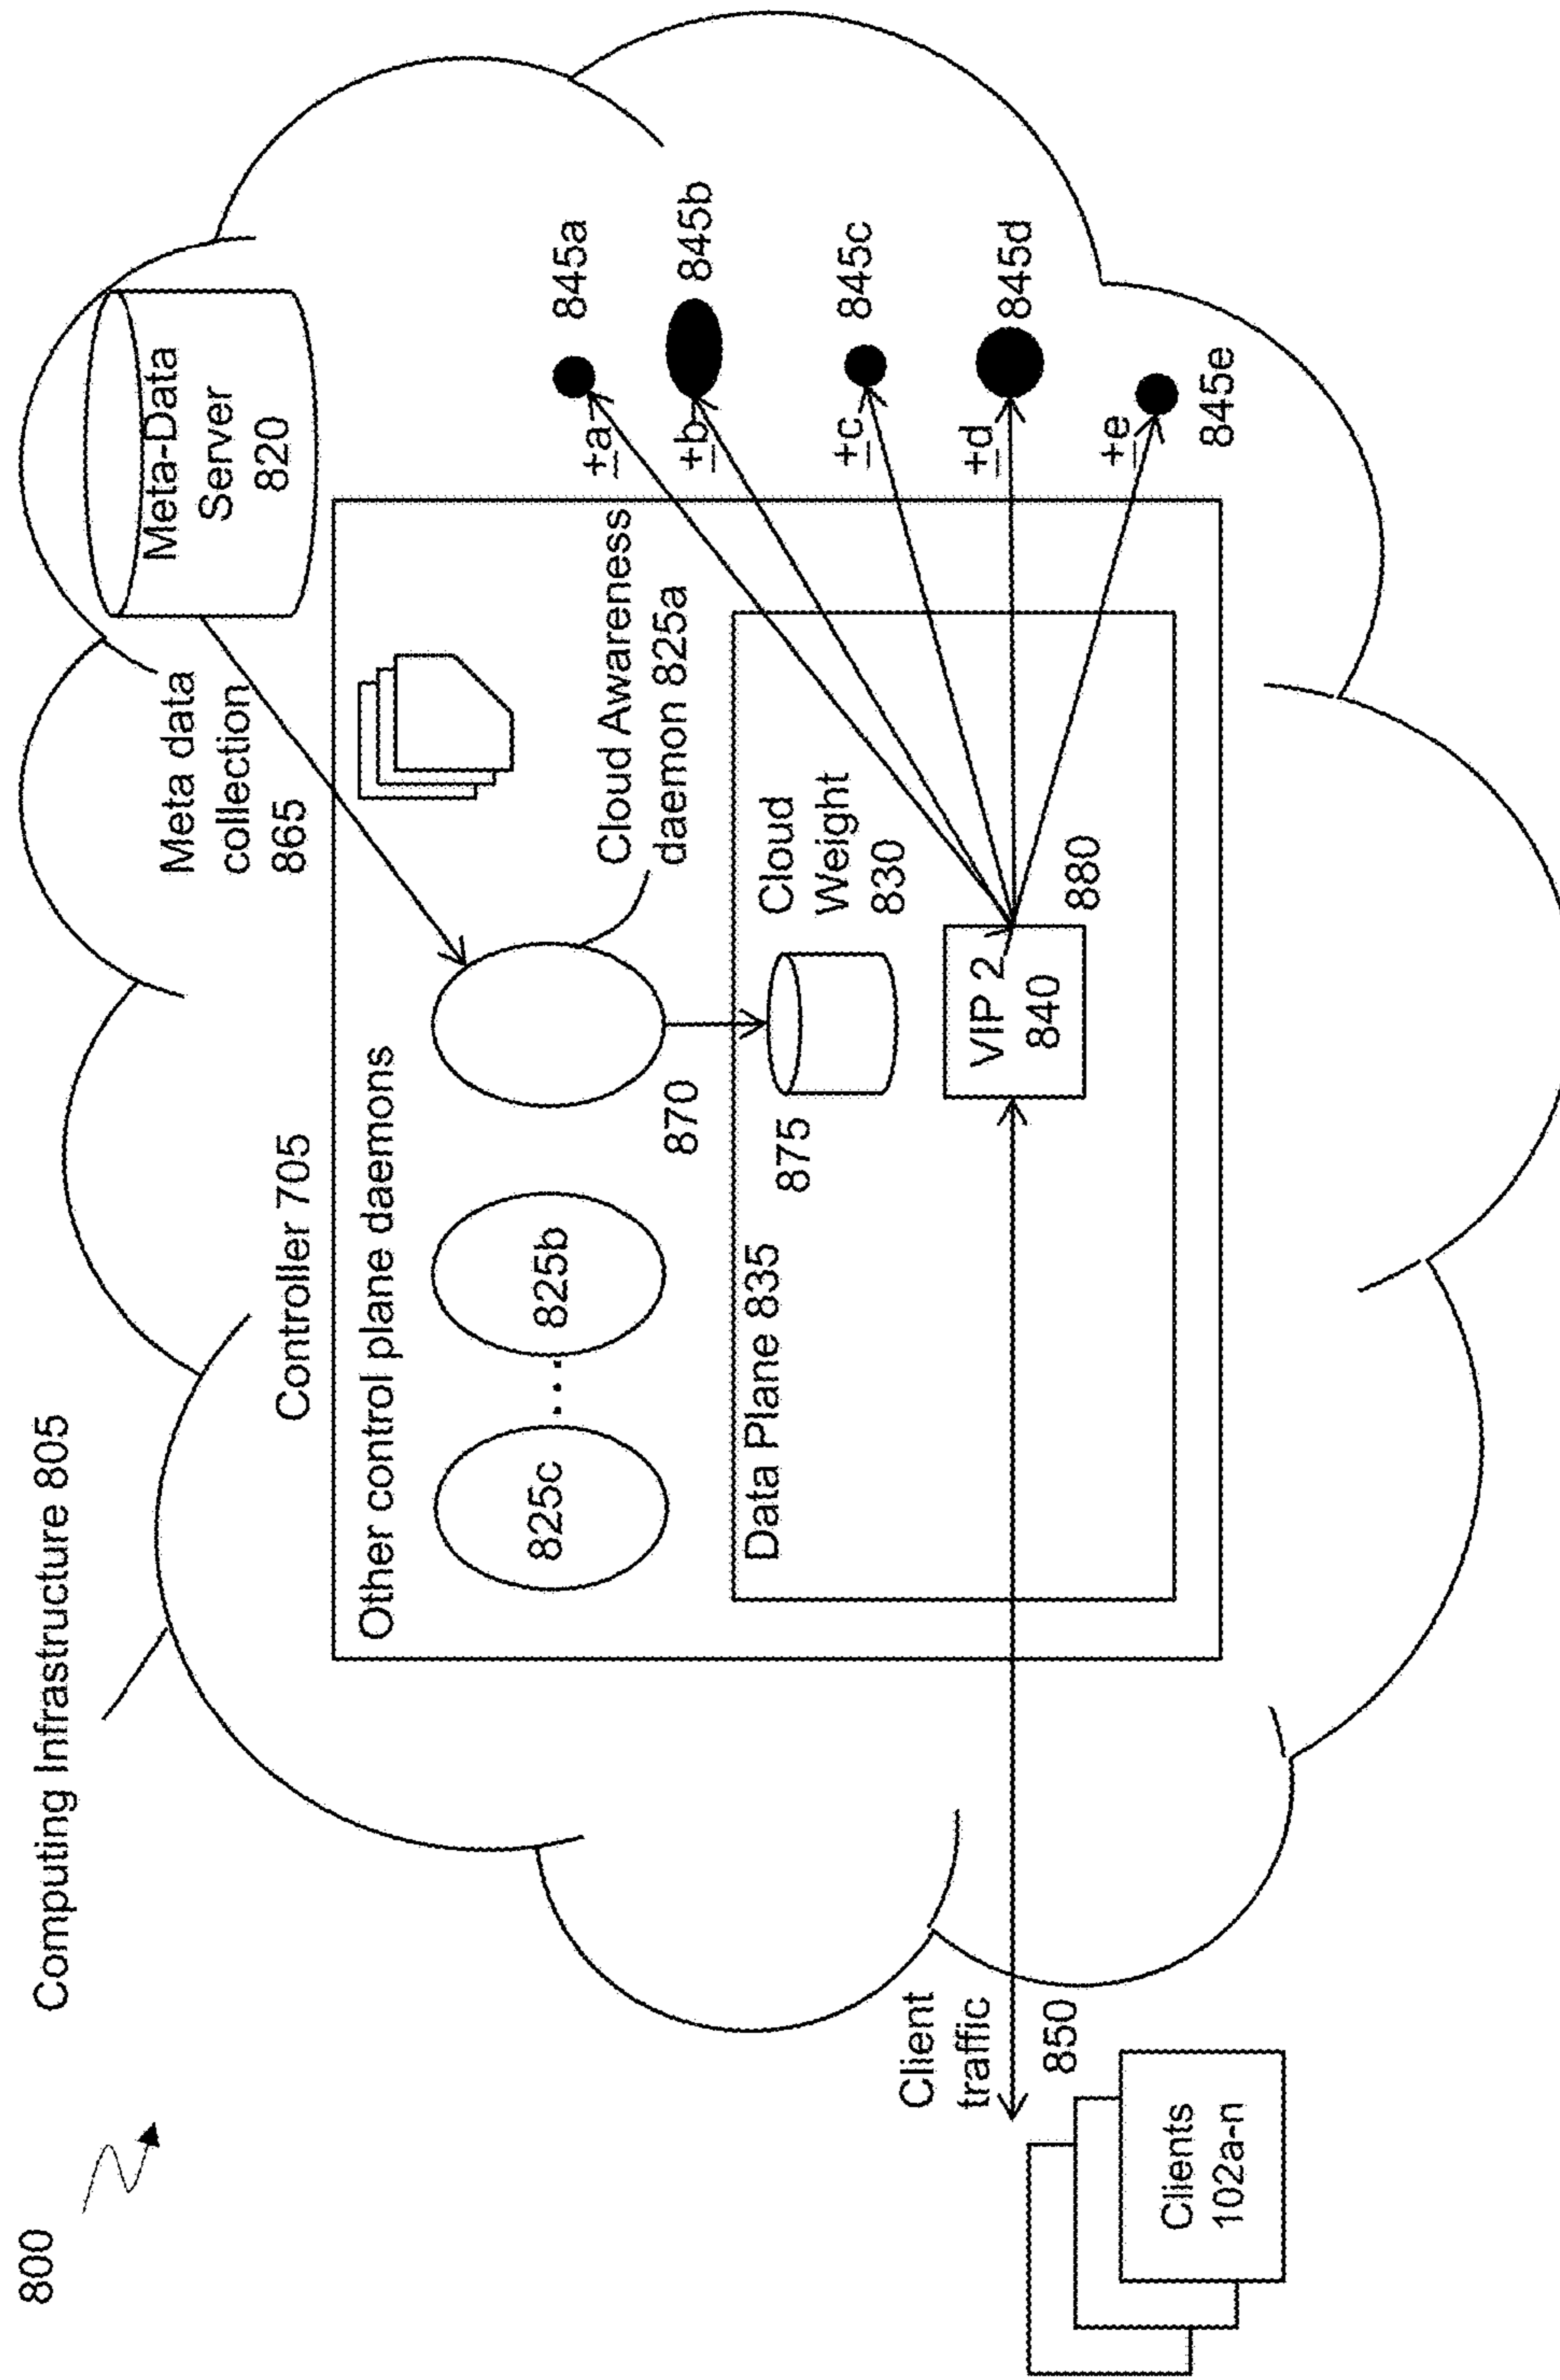 800
Computing Infrastructure 805
Meta-Data
Server
820
Meta data
collection
865
Controller 705
Other control plane daemons
825c
...
825b
870
Cloud Awareness
daemon 825a
Data Plane 835
875
Cloud
Weight
830
VIP 2
840
880
±a
845a
±b
845b
±c
845c
±d
845d
±e
845e
Client
traffic
850
Clients
102a-n